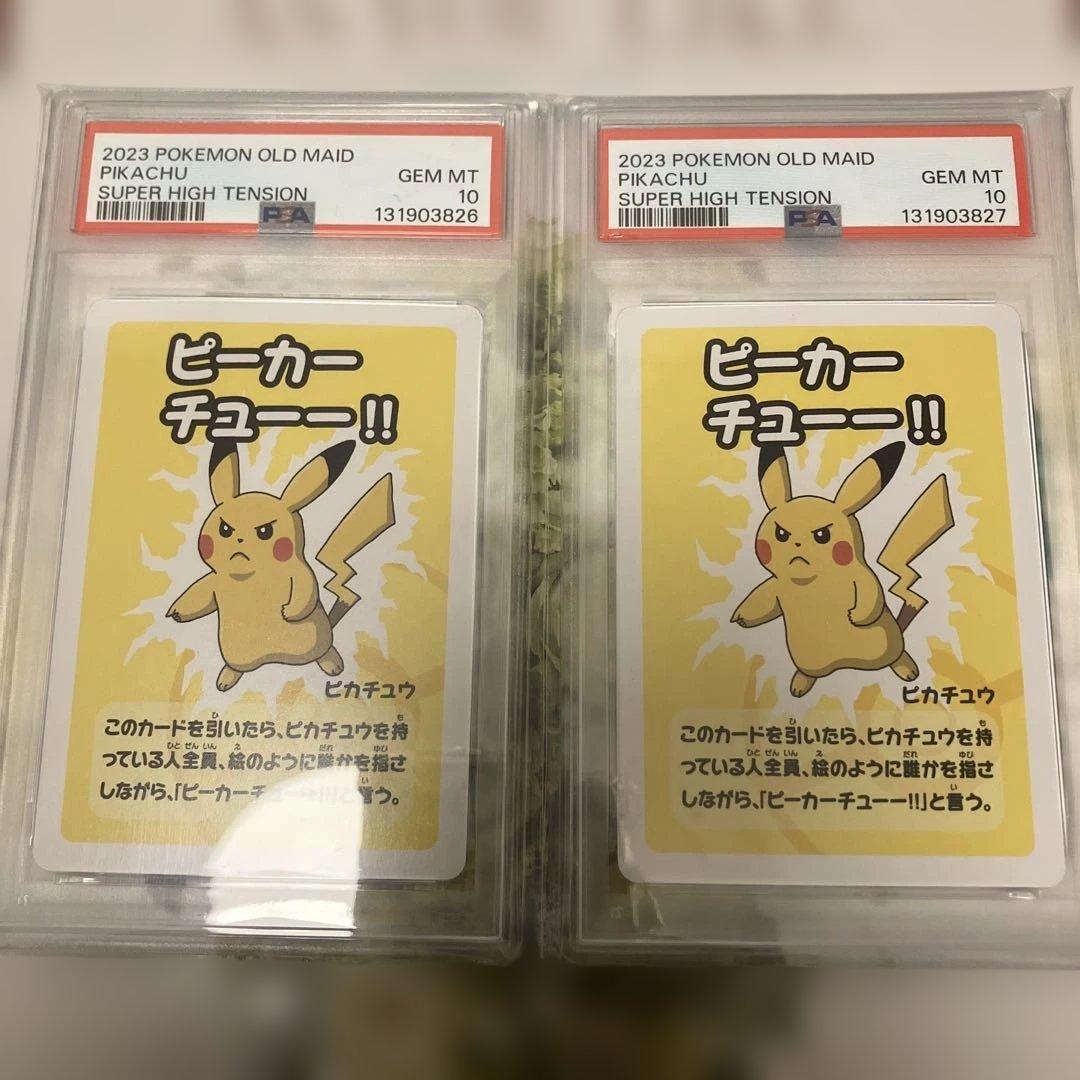 2023 POKEMON OLD MAID
PIKACHU GEM MT
SUPER HIGH TENSION 10
PSA 131903826
ピーカー
チューー!!
ピカチュウ
このカードを引いたら、ピカチュウを持
っている人全員、絵のように誰かを指さ
しながら、「ピーカーチューー!!」と言う。
2023 POKEMON OLD MAID
PIKACHU GEM MT
SUPER HIGH TENSION 10
PSA 131903827
ピーカー
チューー!!
ピカチュウ
このカードを引いたら、ピカチュウを持
っている人全員、絵のように誰かを指さ
しながら、「ピーカーチューー!!」と言う。